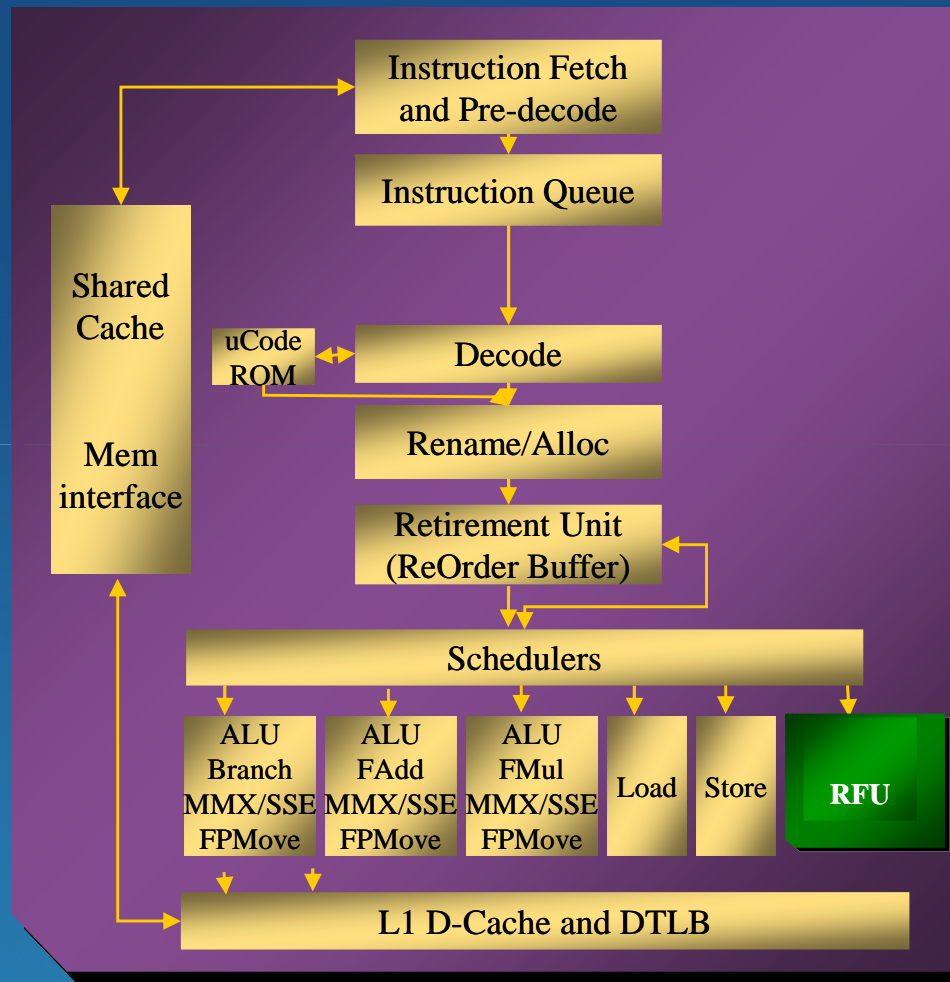 Instruction Fetch
and Pre-decode
Instruction Queue
Shared
Cache
Mem
interface
uCode
ROM
Decode
Rename/Alloc
Retirement Unit
(ReOrder Buffer)
Schedulers
ALU
Branch
MMX/SSE
FPMove
ALU
FAdd
MMX/SSE
FPMove
ALU
FMul
MMX/SSE
FPMove
Load
Store
RFU
L1 D-Cache and DTLB